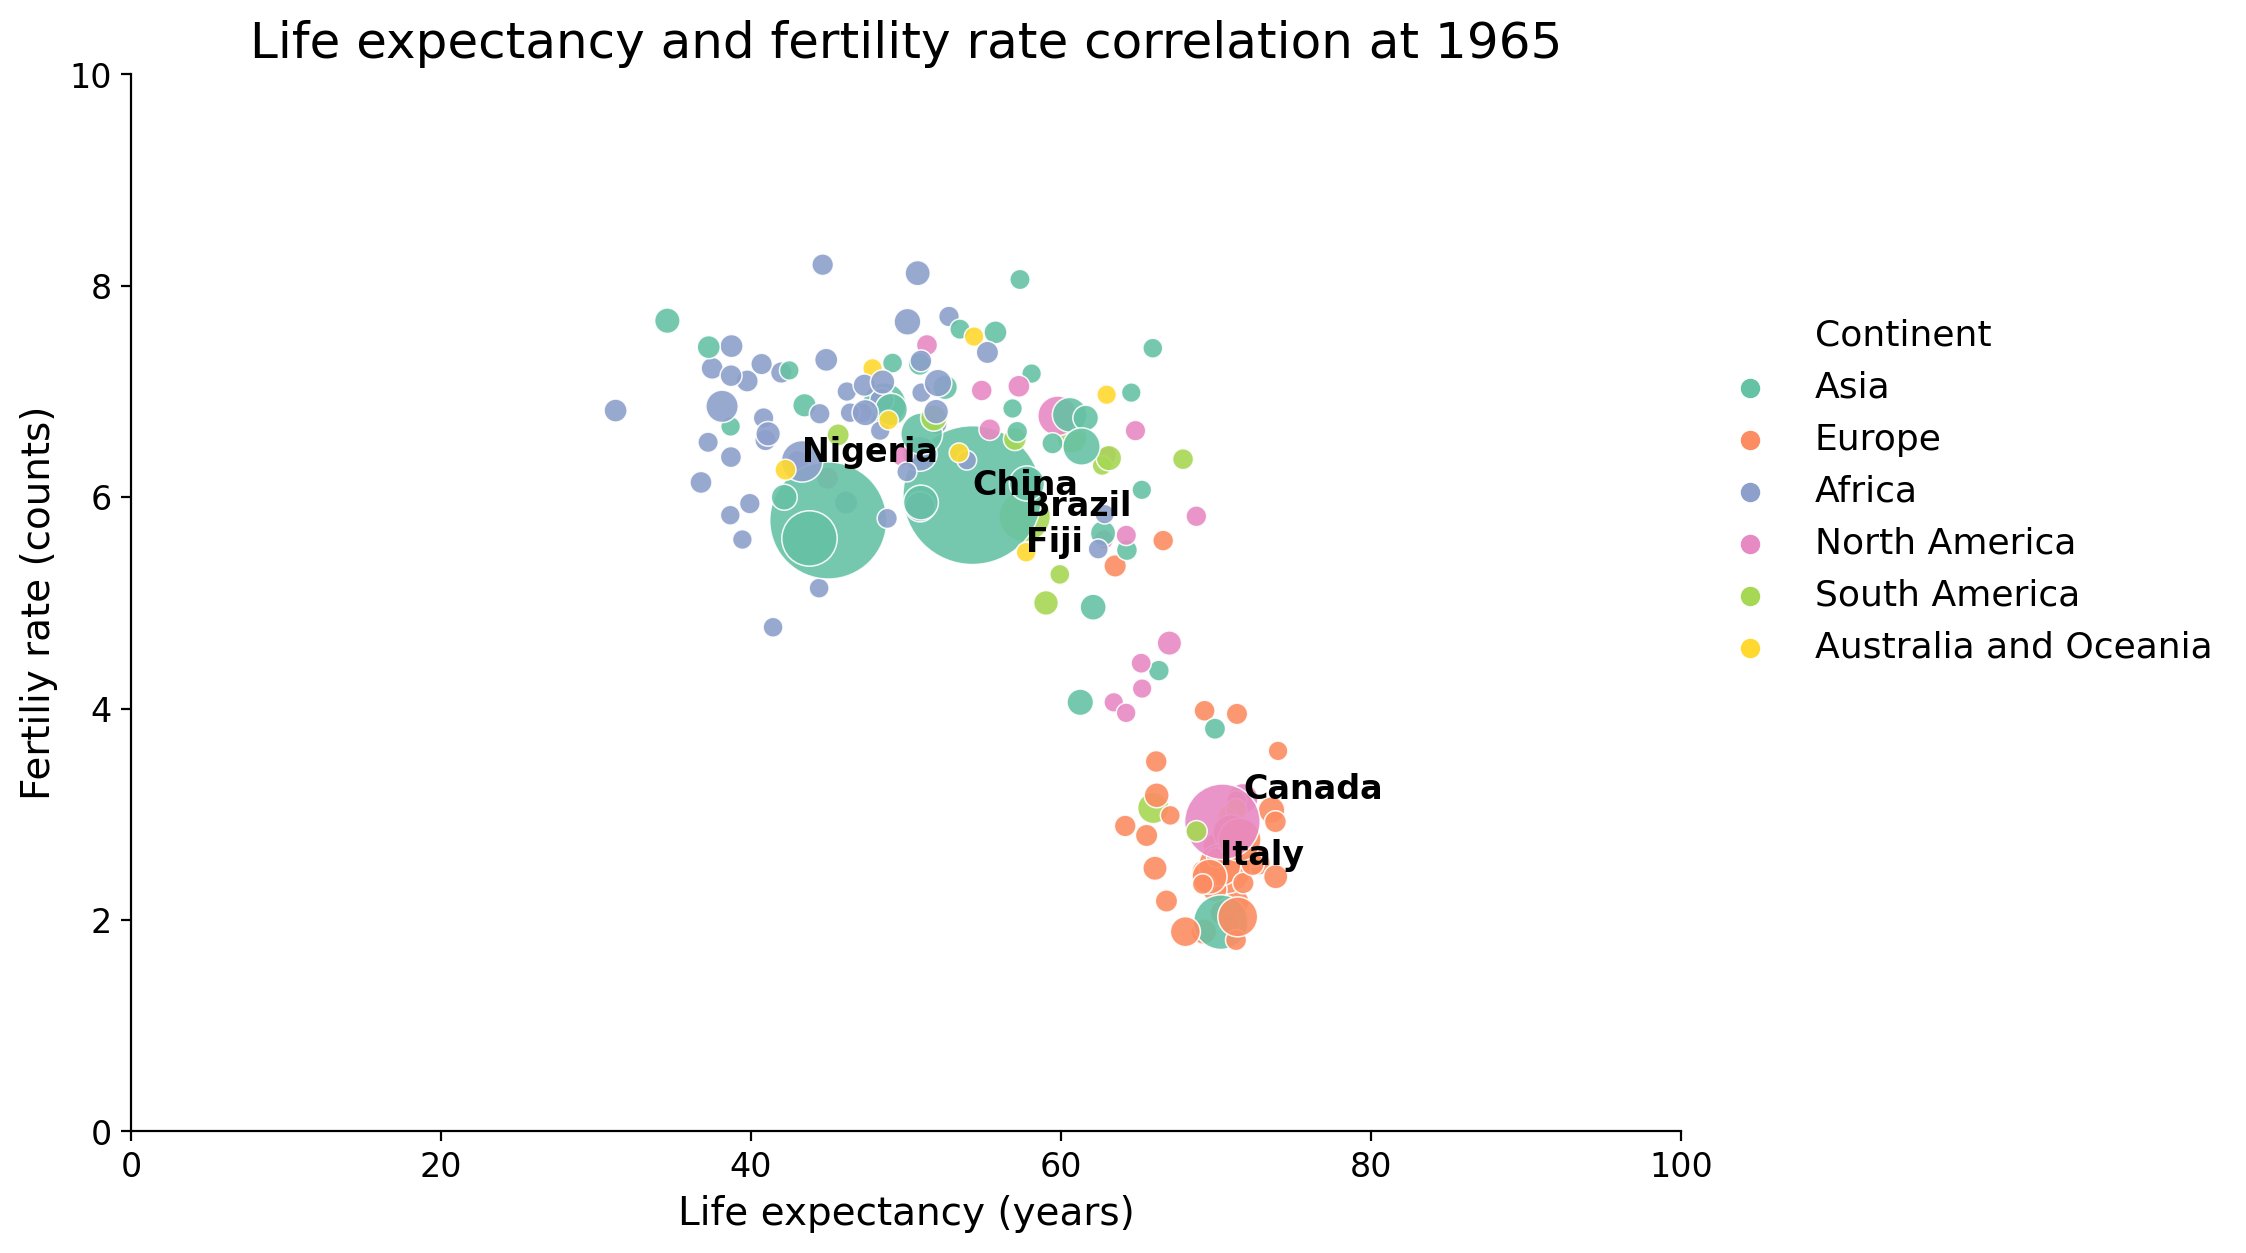 Life expectancy and fertility rate correlation at 1965
10
8
6
4
2
0
Fertiliy rate (counts)
Nigeria
China
Brazil
Fiji
Canada
Italy
0 20 40 60 80 100
Life expectancy (years)
Continent
Asia
Europe
Africa
North America
South America
Australia and Oceania